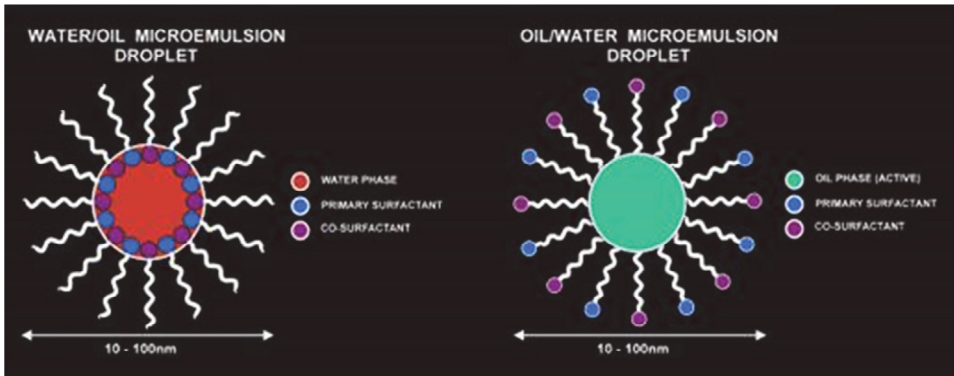 WATER/OIL MICROEMULSION
DROPLET
WATER PHASE
PRIMARY SURFACTANT
CO-SURFACTANT
10 - 100nm
OIL/WATER MICROEMULSION
DROPLET
OIL PHASE (ACTIVE)
PRIMARY SURFACTANT
CO-SURFACTANT
10 - 100nm